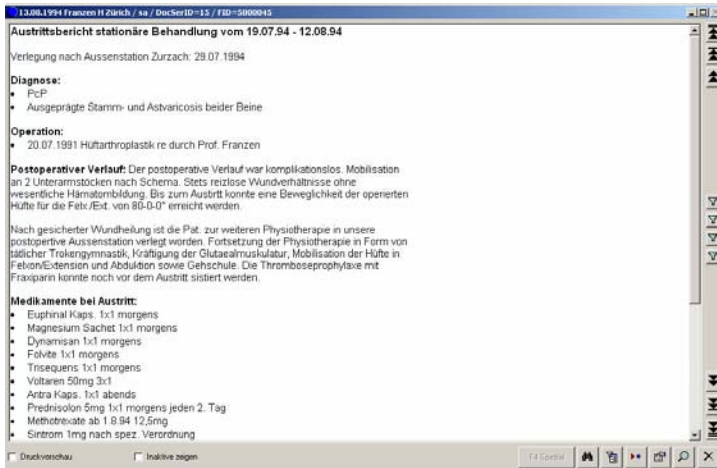 13.08.1994 Franzen H Zürich / sa / DocSerID=15 / FID=5000045
Austrittsbericht stationäre Behandlung vom 19.07.94 - 12.08.94
Verlegung nach Aussenstation Zurzach: 29.07.1994
Diagnose:
• PcP
• Ausgeprägte Stamm- und Astvaricosis beider Beine
Operation:
• 20.07.1991 Hüftarthroplastik re durch Prof. Franzen
Postoperativer Verlauf: Der postoperative Verlauf war komplikationslos. Mobilisation
an 2 Unterarmstöcken nach Schema. Stets reizlose Wundverhältnisse ohne
wesentliche Hämatombildung. Bis zum Austirtt konnte eine Beweglichkeit der operierten
Hüfte für die Felx./Ext. von 80-0-0° erreicht werden.
Nach gesicherter Wundheilung ist die Pat. zur weiteren Physiotherapie in unsere
postopertive Aussenstation verlegt worden. Fortsetzung der Physiotherapie in Form von
tätlicher Trokengymnastik, Kräftigung der Glutaealmuskulatur, Mobilisation der Hüfte in
Felxion/Extension und Abduktion sowie Gehschule. Die Thromboseprophylaxe mit
Fraxiparin konnte noch vor dem Austritt sistiert werden.
Medikamente bei Austritt:
• Euphinal Kaps. 1x1 morgens
• Magnesium Sachet 1x1 morgens
• Dynamisan 1x1 morgens
• Folvite 1x1 morgens
• Trisequens 1x1 morgens
• Voltaren 50mg 3x1
• Antra Kaps. 1x1 abends
• Prednisolon 5mg 1x1 morgens jeden 2. Tag
• Methotrexate ab 1.8.94 12,5mg
• Sintrom 1mg nach spez. Verordnung
Druckvorschau Inaktive zeigen F4 Spezial